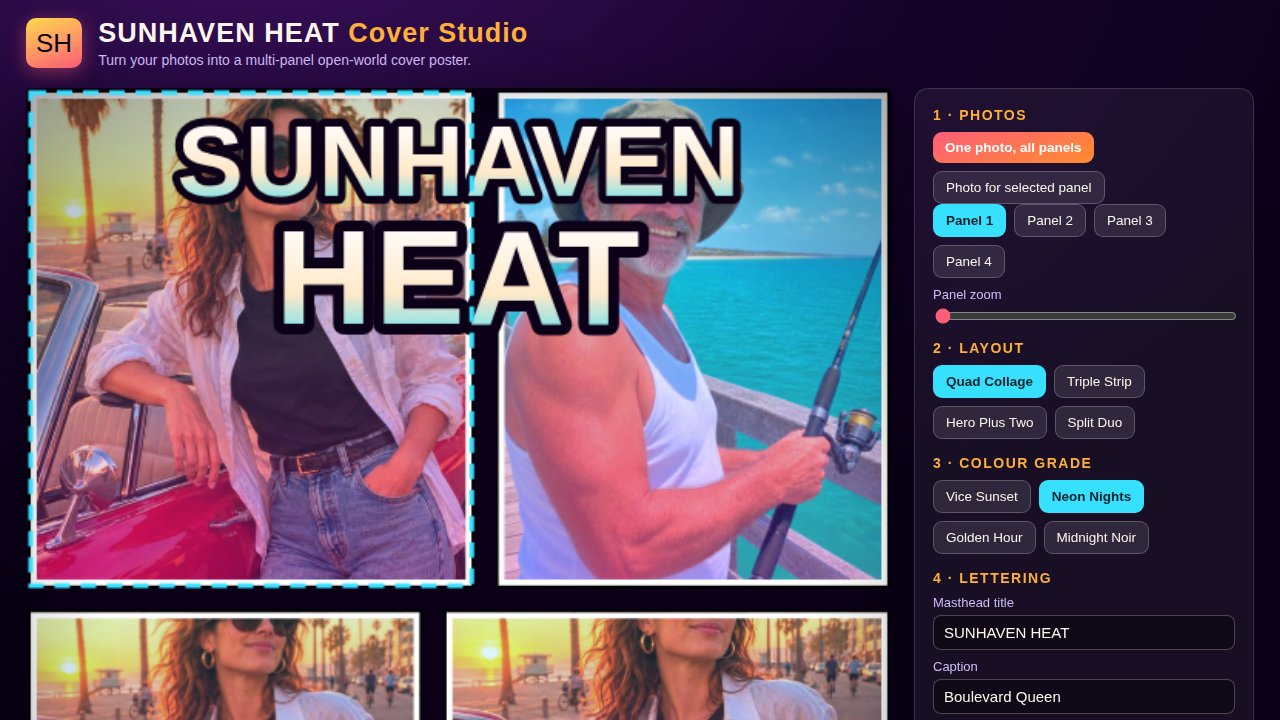 SH
SUNHAVEN HEAT Cover Studio
Turn your photos into a multi-panel open-world cover poster.
SUNHAVEN
HEAT
1 · PHOTOS
One photo, all panels
Photo for selected panel
Panel 1
Panel 2
Panel 3
Panel 4
Panel zoom
2 · LAYOUT
Quad Collage
Triple Strip
Hero Plus Two
Split Duo
3 · COLOUR GRADE
Vice Sunset
Neon Nights
Golden Hour
Midnight Noir
4 · LETTERING
Masthead title
SUNHAVEN HEAT
Caption
Boulevard Queen